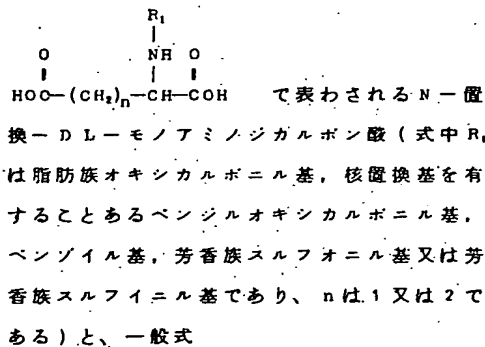 R₁
|
O NH O
‖ | ‖
HOC—(CH₂)n—CH—COH で表わされるN－置
換－DL－モノアミノジカルボン酸（式中R₁
は脂肪族オキシカルボニル基，核置換基を有
することあるベンジルオキシカルボニル基，
ベンゾイル基，芳香族スルフオニル基又は芳
香族スルフイニル基であり、nは1又は2で
ある）と、一般式